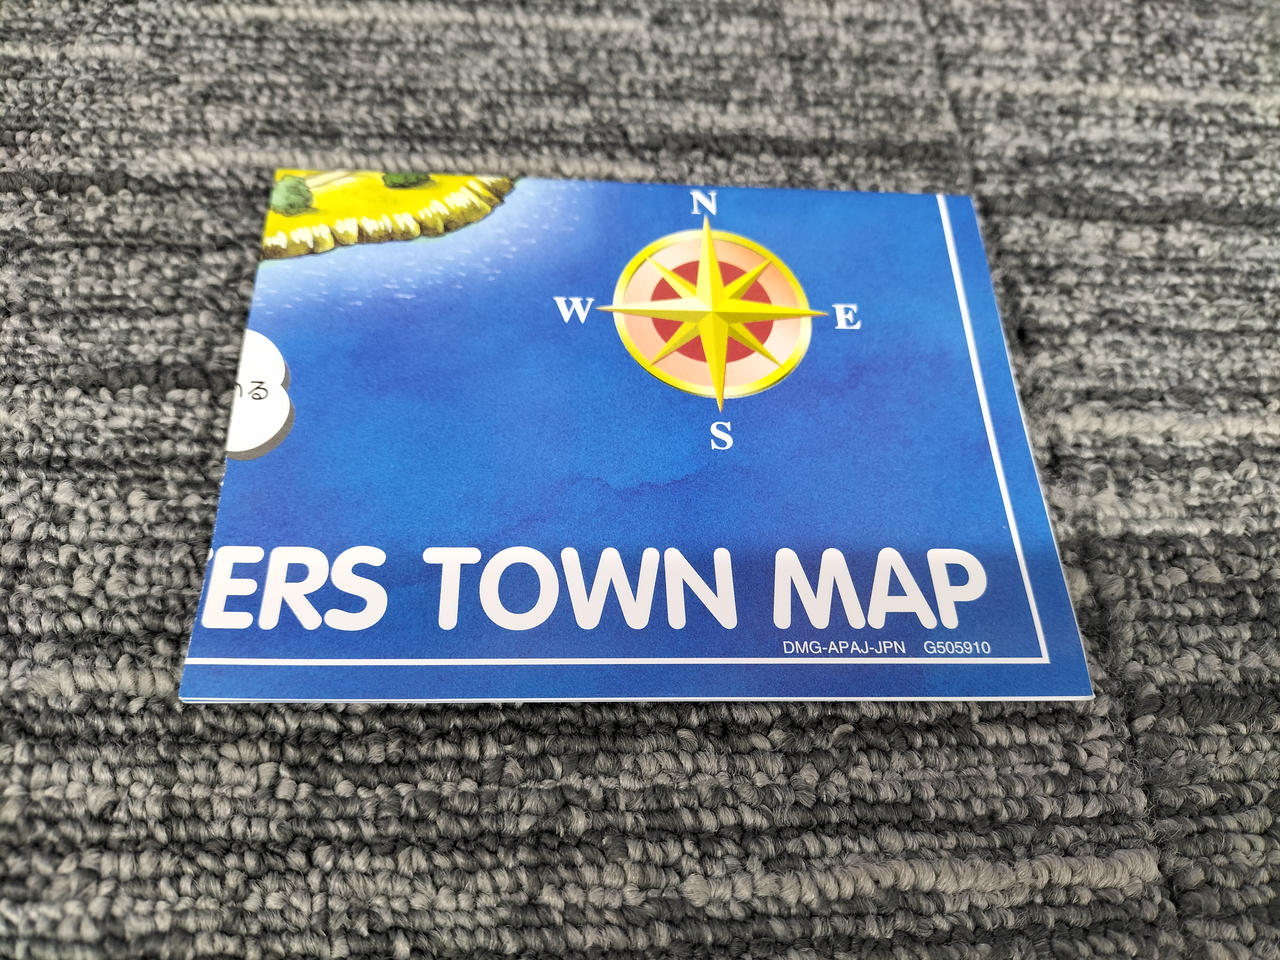 N
W E
S
る
ERS TOWN MAP
DMG-APAJ-JPN G505910